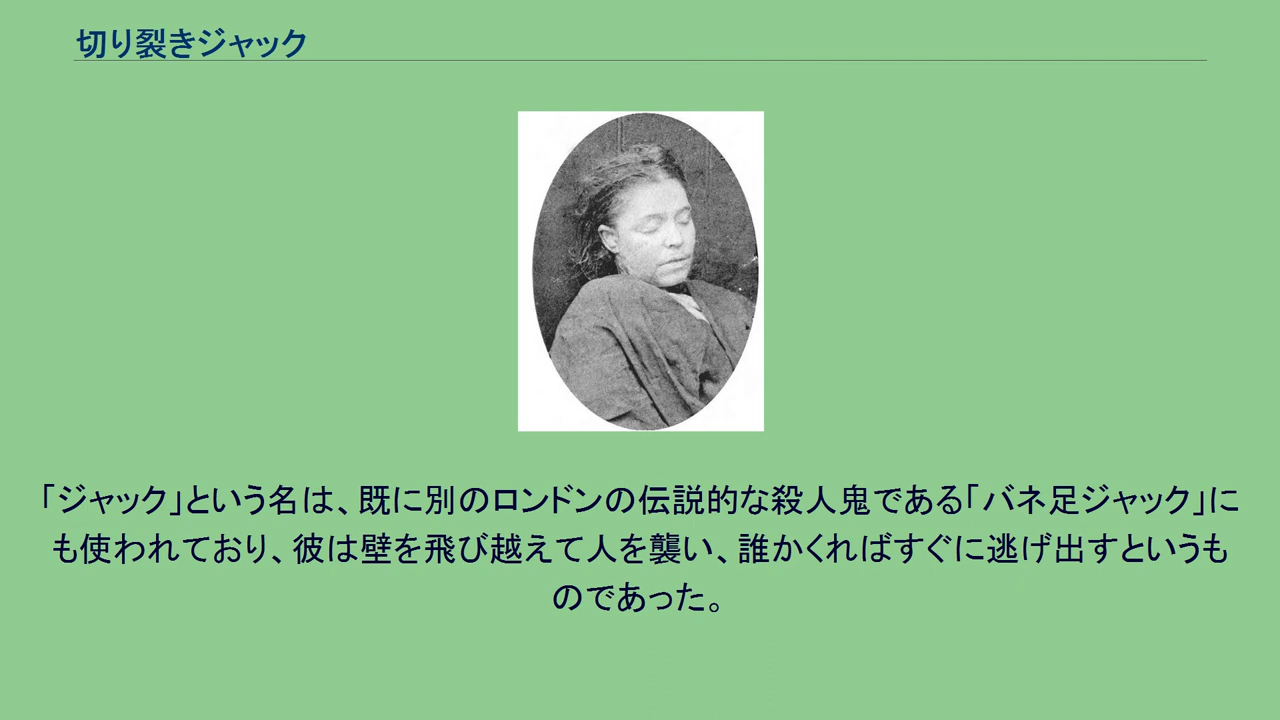 切り裂きジャック
「ジャック」という名は、既に別のロンドンの伝説的な殺人鬼である「バネ足ジャック」に
も使われており、彼は壁を飛び越えて人を襲い、誰かくればすぐに逃げ出すというも
のであった。